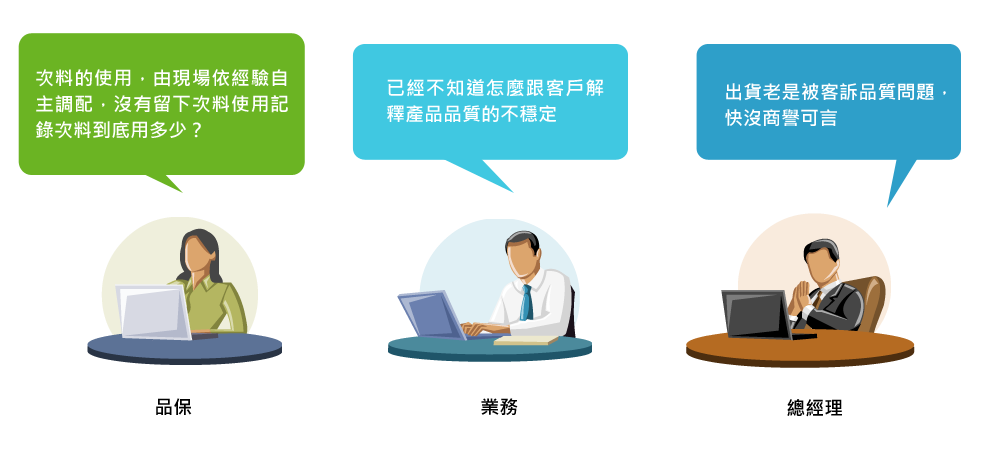 次料的使用，由現場依經驗自
主調配，沒有留下次料使用記
錄次料到底用多少？
已經不知道怎麼跟客戶解
釋產品品質的不穩定
出貨老是被客訴品質問題，
快沒商譽可言
品保
業務
總經理